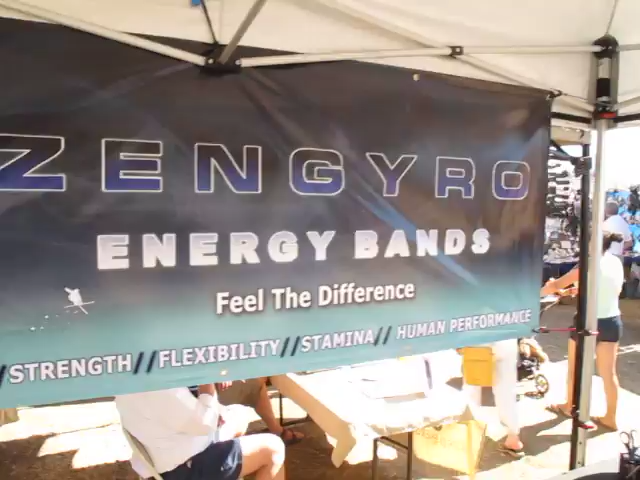 ZENGYRO
ENERGY BANDS
Feel The Difference
/STRENGTH//FLEXIBILITY//STAMINA// HUMAN PERFORMANCE